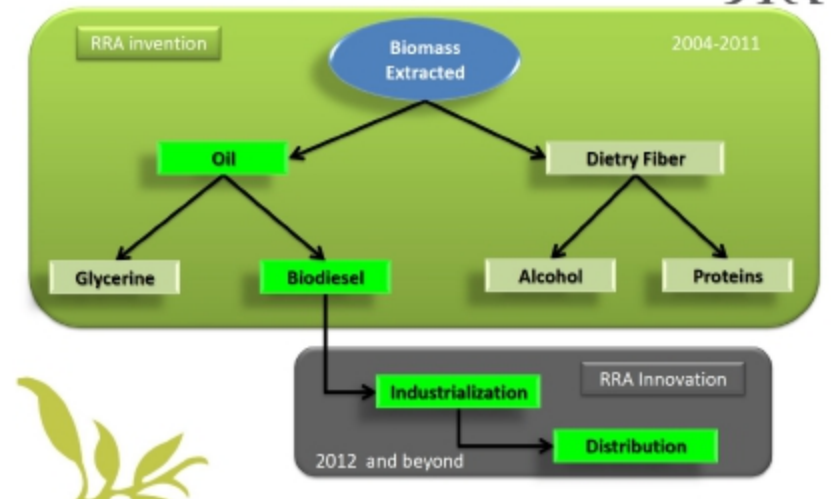 RRA invention
2004-2011
Biomass
Extracted
Oil
Dietry Fiber
Glycerine
Biodiesel
Alcohol
Proteins
Industrialization
RRA Innovation
Distribution
2012 and beyond